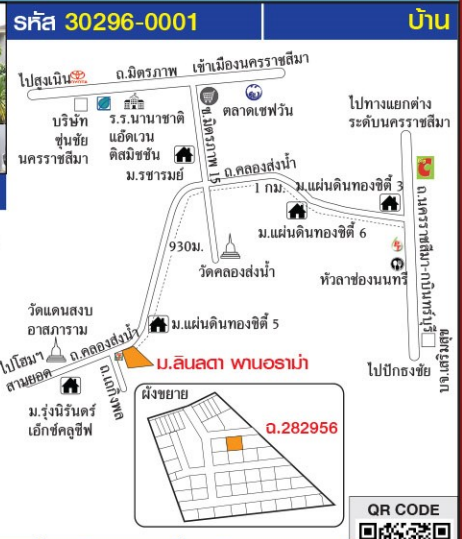 รหัส 30296-0001
บ้าน
ไปสูงเนิน
ถ.มิตรภาพ
เข้าเมืองนครราชสีมา
บริษัท
ซุ่นชัย
นครราชสีมา
ร.ร.นานาชาติ
แอ๊ดเวน
ติสมิชชัน
ม.รชารมย์
ซ.มิตรภาพ 15
ตลาดเซฟวัน
ไปทางแยกต่าง
ระดับนครราชสีมา
ถ.คลองส่งน้ำ
1 กม.
ม.แผ่นดินทองซิตี้ 3
ม.แผ่นดินทองซิตี้ 6
ถ.นครราชสีมา-กบินทร์บุรี
930ม.
วัดคลองส่งน้ำ
หัวลาช่องนนทรี
วัดแดนสงบ
อาสภาราม
ม.แผ่นดินทองซิตี้ 5
ไปโฮมฯ
สามยอด
ถ.คลองส่งน้ำ
ม.ลินลดา พานอราม่า
ไปปักธงชัย
ม.รุ่งนิรันดร์
เอ็กซ์คลูซีฟ
ผังขยาย
ฉ.282956
QR CODE